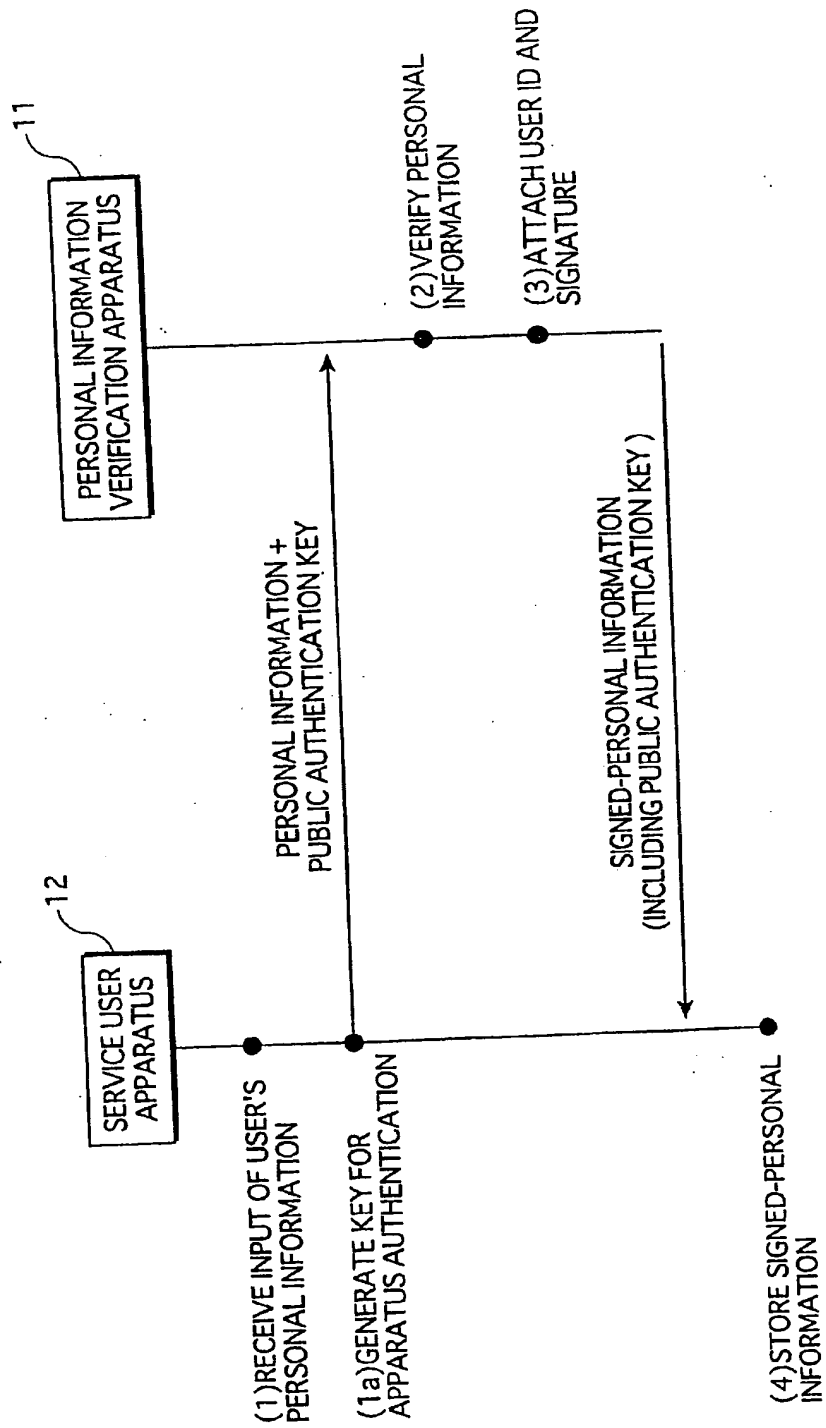 12
SERVICE USER
APPARATUS
11
PERSONAL INFORMATION
VERIFICATION APPARATUS
(1)RECEIVE INPUT OF USER'S
PERSONAL INFORMATION
(1a)GENERATE KEY FOR
APPARATUS AUTHENTICATION
PERSONAL INFORMATION +
PUBLIC AUTHENTICATION KEY
(2)VERIFY PERSONAL
INFORMATION
(3)ATTACH USER ID AND
SIGNATURE
SIGNED-PERSONAL INFORMATION
(INCLUDING PUBLIC AUTHENTICATION KEY )
(4)STORE SIGNED-PERSONAL
INFORMATION